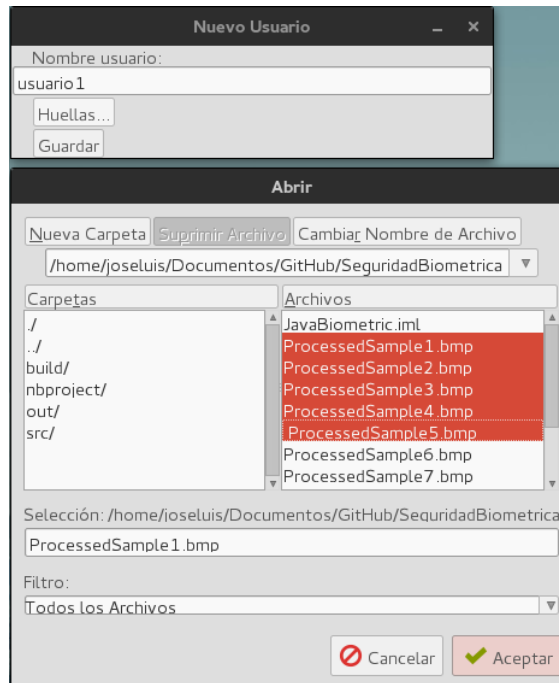 Nuevo Usuario
Nombre usuario:
usuario1
Huellas...
Guardar
Abrir
Nueva Carpeta Suprimir Archivo Cambiar Nombre de Archivo
/home/joseluis/Documentos/GitHub/SeguridadBiometrica
Carpetas Archivos
./ JavaBiometric.iml
../ ProcessedSample1.bmp
build/ ProcessedSample2.bmp
nbproject/ ProcessedSample3.bmp
out/ ProcessedSample4.bmp
src/ ProcessedSample5.bmp
ProcessedSample6.bmp
ProcessedSample7.bmp
Selección: /home/joseluis/Documentos/GitHub/SeguridadBiometrica
ProcessedSample1.bmp
Filtro:
Todos los Archivos
Cancelar Aceptar